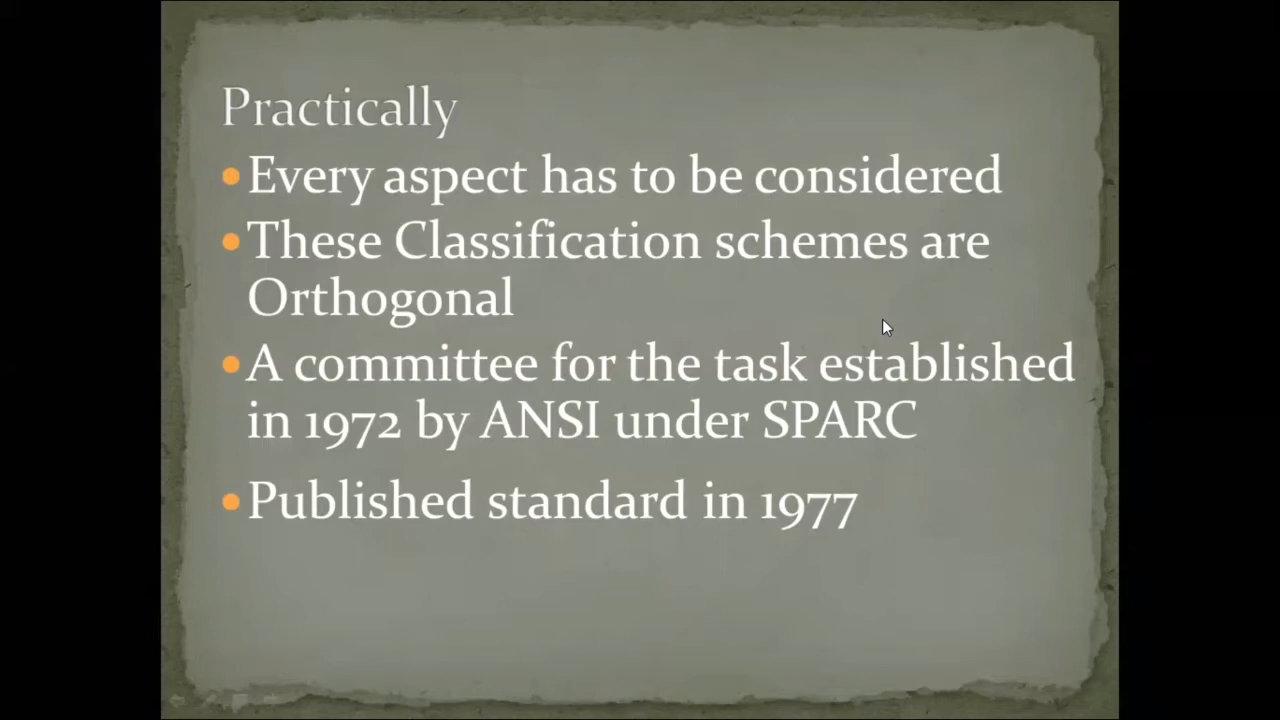 Practically
Every aspect has to be considered
These Classification schemes are
Orthogonal
A committee for the task established
in 1972 by ANSI under SPARC
Published standard in 1977